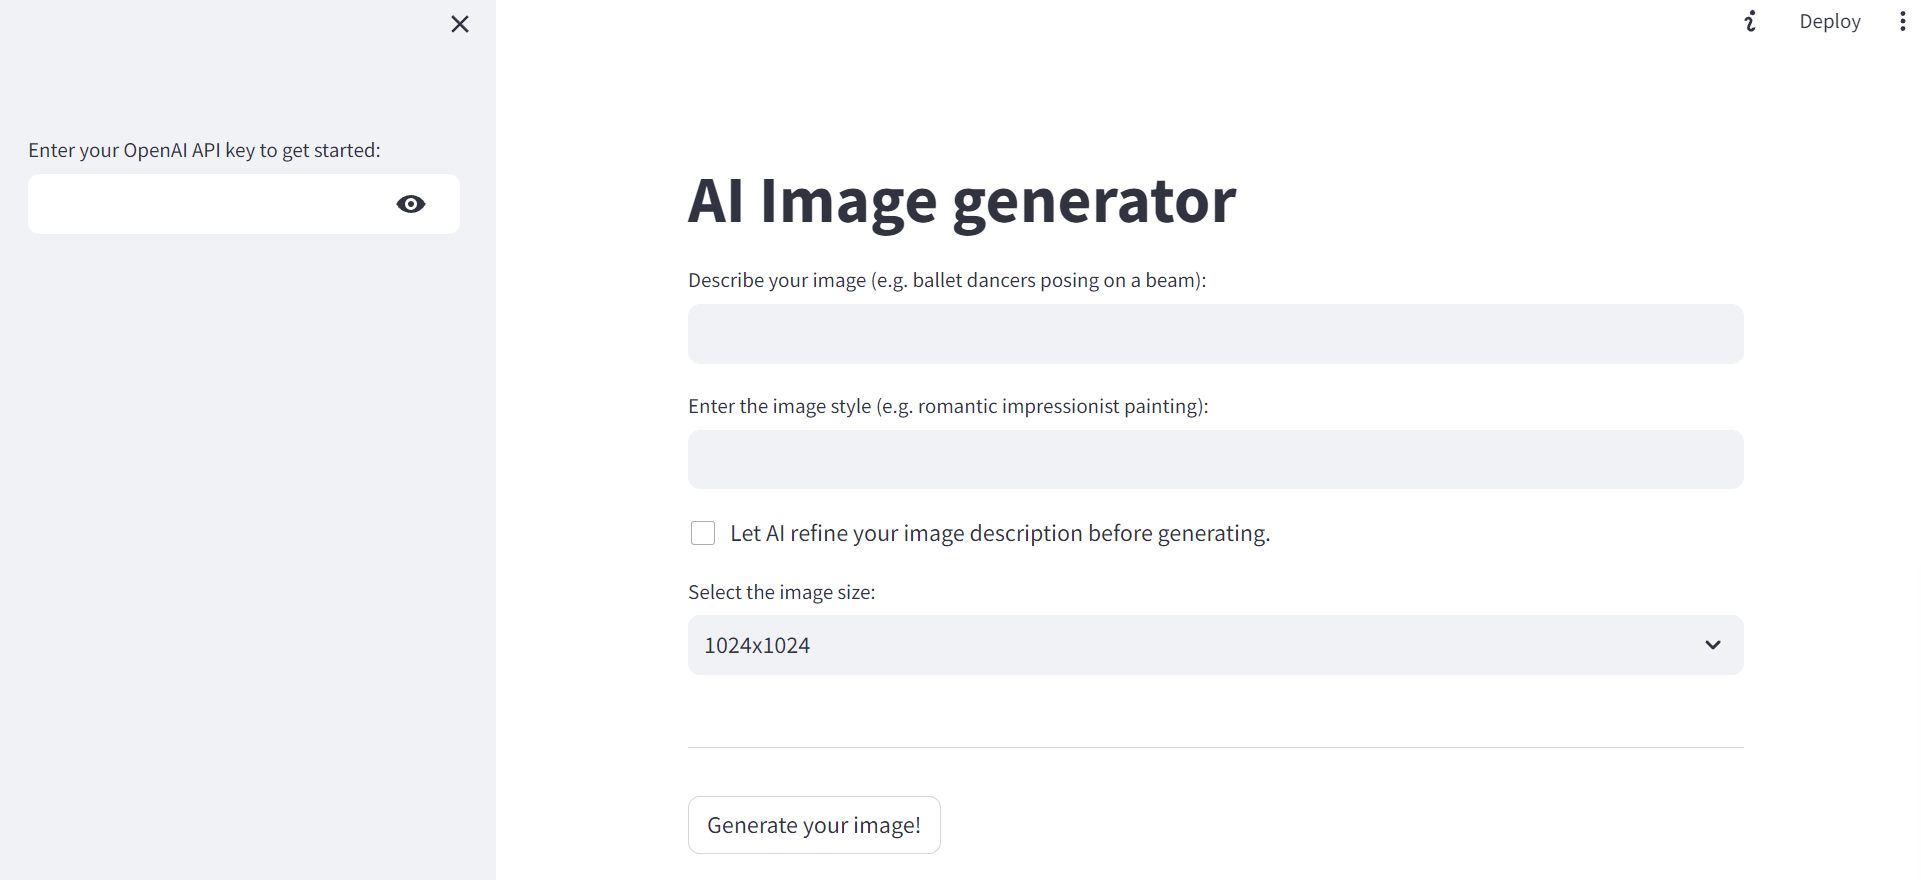 Deploy
Enter your OpenAI API key to get started:
AI Image generator
Describe your image (e.g. ballet dancers posing on a beam):
Enter the image style (e.g. romantic impressionist painting):
Let AI refine your image description before generating.
Select the image size:
1024x1024
Generate your image!